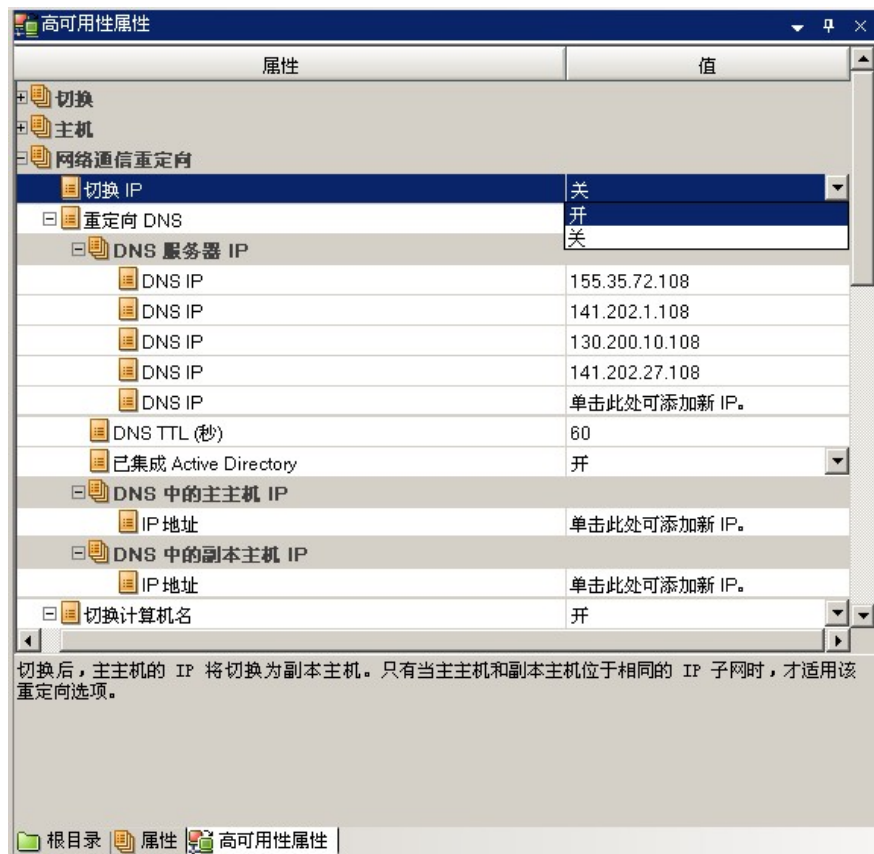 高可用性属性
属性 值
切换
主机
网络通信重定向
切换 IP 关
开
关
重定向 DNS
DNS 服务器 IP
DNS IP 155.35.72.108
DNS IP 141.202.1.108
DNS IP 130.200.10.108
DNS IP 141.202.27.108
DNS IP 单击此处可添加新 IP。
DNS TTL (秒) 60
已集成 Active Directory 开
DNS 中的主主机 IP
IP 地址 单击此处可添加新 IP。
DNS 中的副本主机 IP
IP 地址 单击此处可添加新 IP。
切换计算机名 开
切换后，主主机的 IP 将切换为副本主机。只有当主主机和副本主机位于相同的 IP 子网时，才适用该
重定向选项。
根目录 属性 高可用性属性